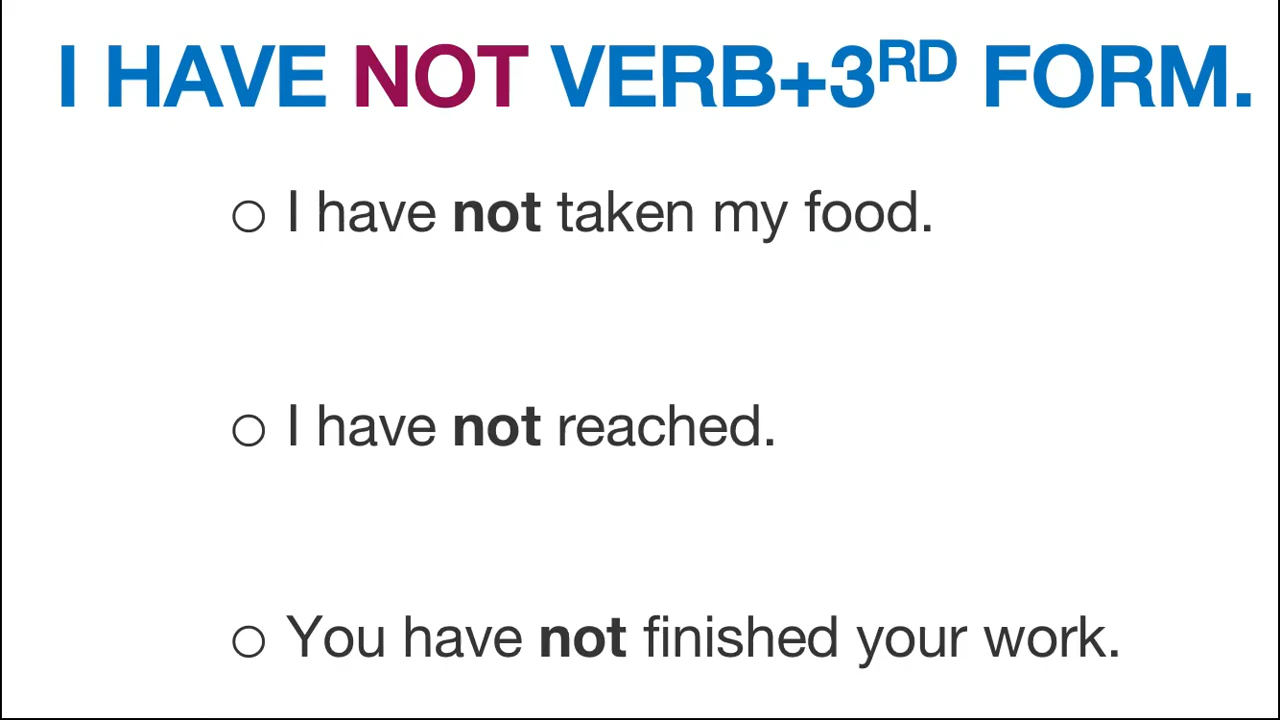 I HAVE NOT VERB+3RD FORM.
○ I have not taken my food.
○ I have not reached.
○ You have not finished your work.